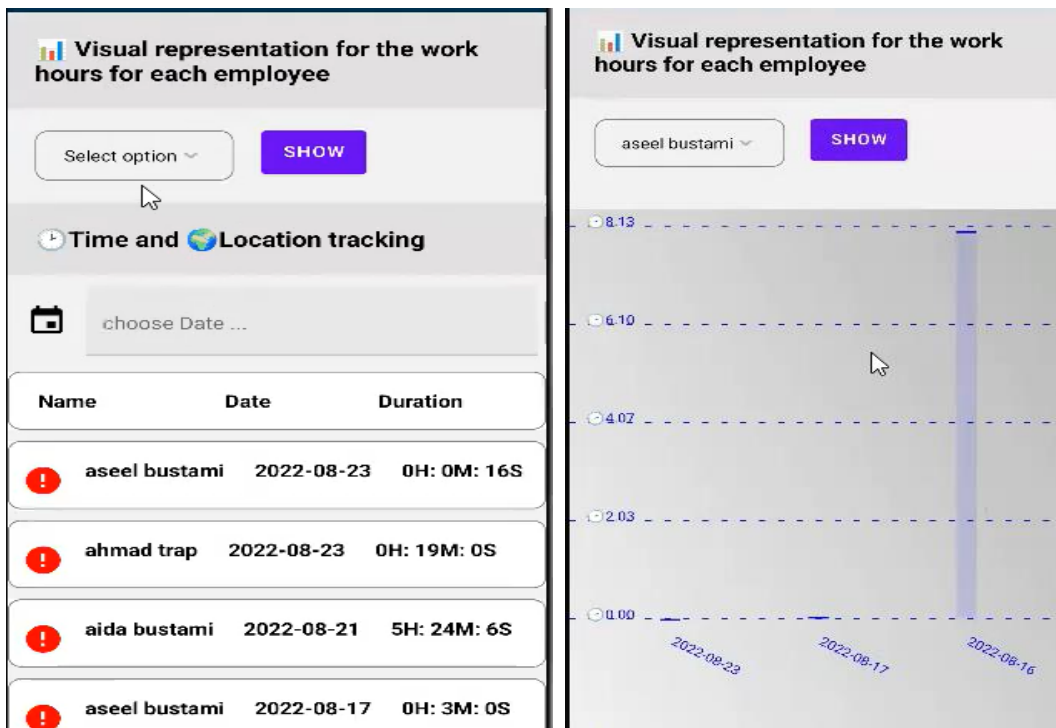 📊 Visual representation for the work
hours for each employee
Select option
SHOW
🕑Time and 🌍Location tracking
choose Date ...
Name Date Duration
aseel bustami 2022-08-23 0H: 0M: 16S
ahmad trap 2022-08-23 0H: 19M: 0S
aida bustami 2022-08-21 5H: 24M: 6S
aseel bustami 2022-08-17 0H: 3M: 0S
📊 Visual representation for the work
hours for each employee
aseel bustami
SHOW
🕑8.13
🕑6.10
🕑4.07
🕑2.03
🕑0.00
2022-08-23 2022-08-17 2022-08-16